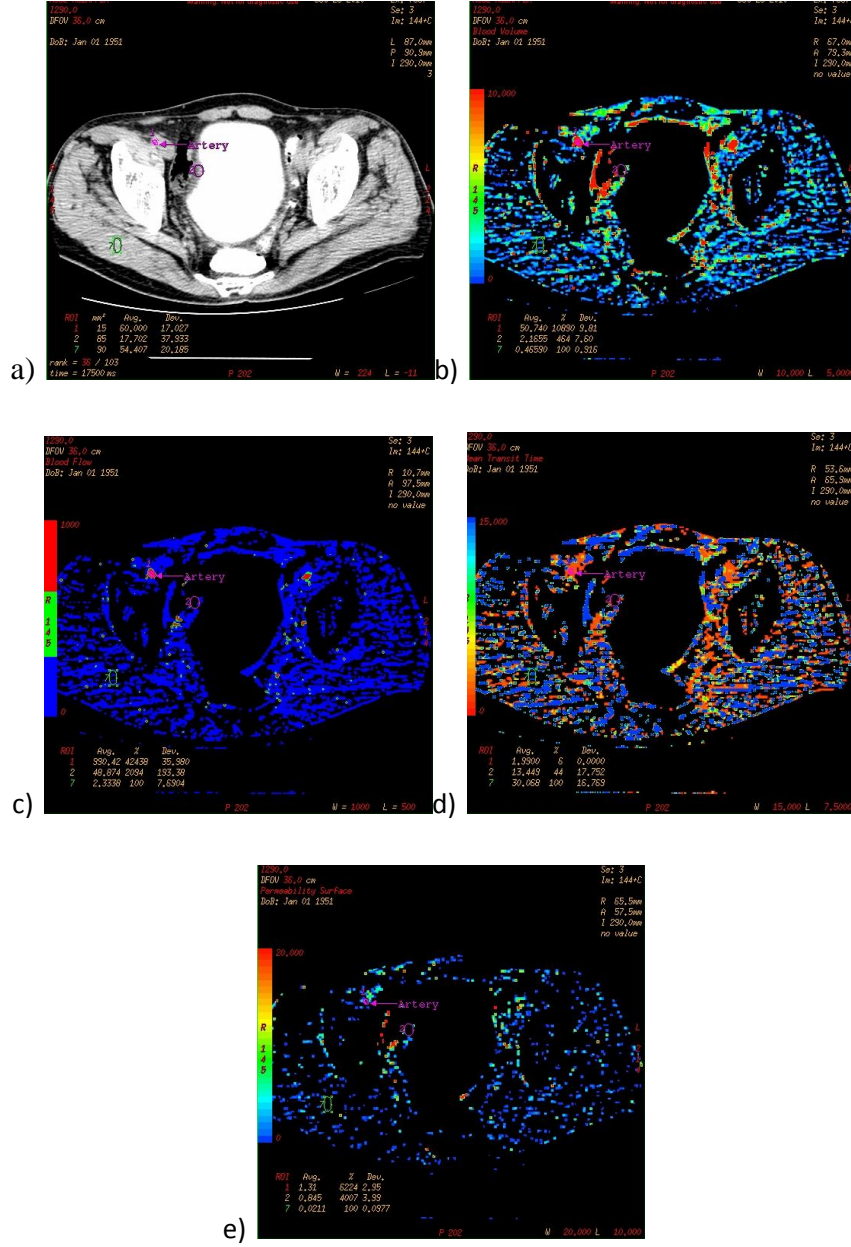 1290.0
DFOV 36.0 cm
DoB: Jan 01 1951
Se: 3
Im: 144+C
L 87.0mm
P 90.9mm
I 290.0mm
3
Artery
ROI mm² Avg. Dev.
1 15 60.000 17.027
2 85 17.702 37.933
7 90 54.407 20.185
rank = 36 / 103
time = 17500 ms
P 202
W = 224 L = -11
a)
1290.0
DFOV 36.0 cm
Blood Volume
DoB: Jan 01 1951
Se: 3
Im: 144+C
R 67.0mm
A 79.3mm
I 290.0mm
no value
10,000
R
145
0
Artery
ROI Avg. % Dev.
1 50.740 10890 9.81
2 2.1655 464 7.60
7 0.46590 100 0.916
P 202
W 10,000 L 5,000
b)
1290.0
DFOV 36.0 cm
Blood Flow
DoB: Jan 01 1951
Se: 3
Im: 144+C
R 10.7mm
A 97.5mm
I 290.0mm
no value
1000
R
145
0
Artery
ROI Avg. % Dev.
1 990.42 42438 35.980
2 48.874 2094 193.38
7 2.3338 100 7.6904
P 202
W = 1000 L = 500
c)
1290.0
DFOV 36.0 cm
Transit Time
DoB: Jan 01 1951
Se: 3
Im: 144+C
R 53.6mm
A 65.9mm
I 290.0mm
no value
15,000
R
145
0
Artery
ROI Avg. % Dev.
1 1.9900 6 0.0000
2 13.449 44 17.752
7 30.068 100 16.769
P 202
W 15,000 L 7.5000
d)
1290.0
DFOV 36.0 cm
Permeability Surface
DoB: Jan 01 1951
Se: 3
Im: 144+C
R 65.5mm
A 57.5mm
I 290.0mm
no value
20,000
R
145
0
Artery
ROI Avg. % Dev.
1 1.31 6224 2.95
2 0.845 4007 3.99
7 0.0211 100 0.0977
P 202
W 20,000 L 10,000
e)